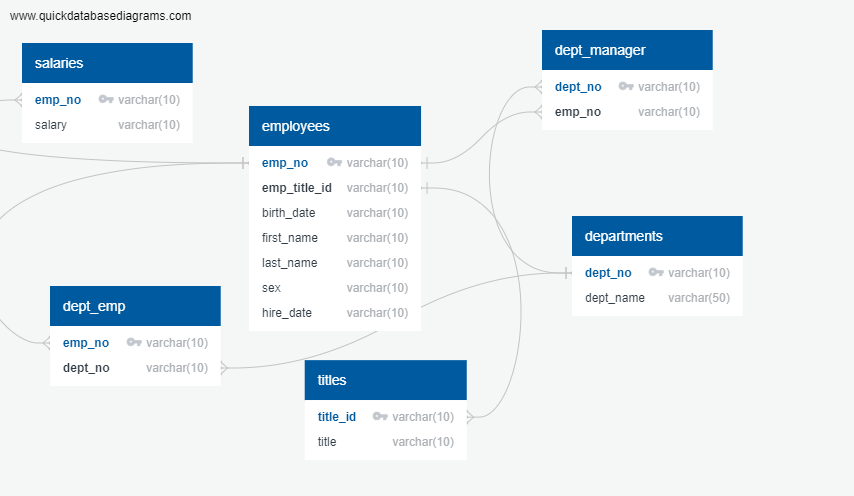 www.quickdatabasediagrams.com
salaries
emp_no varchar(10)
salary varchar(10)
employees
emp_no varchar(10)
emp_title_id varchar(10)
birth_date varchar(10)
first_name varchar(10)
last_name varchar(10)
sex varchar(10)
hire_date varchar(10)
dept_manager
dept_no varchar(10)
emp_no varchar(10)
departments
dept_no varchar(10)
dept_name varchar(50)
dept_emp
emp_no varchar(10)
dept_no varchar(10)
titles
title_id varchar(10)
title varchar(10)